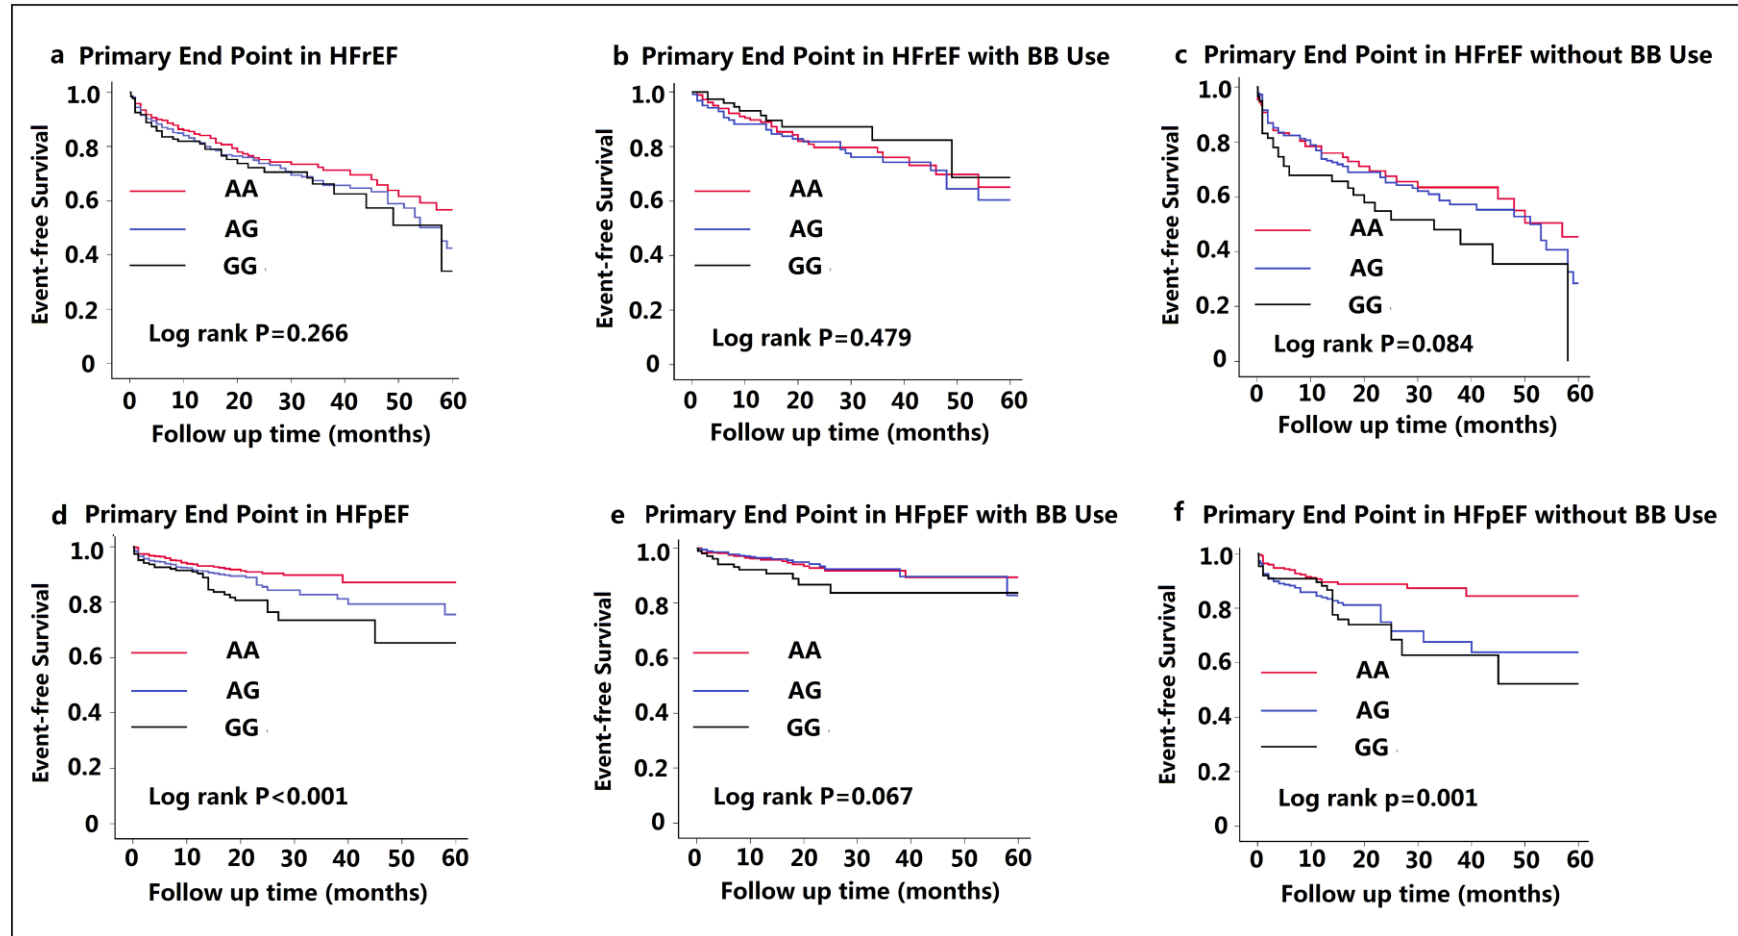 a Primary End Point in HFrEF
Event-free Survival
1.0
0.8
0.6
0.4
0.2
0
AA
AG
GG
Log rank P=0.266
0 10 20 30 40 50 60
Follow up time (months)
b Primary End Point in HFrEF with BB Use
Event-free Survival
1.0
0.8
0.6
0.4
0.2
0
AA
AG
GG
Log rank P=0.479
0 10 20 30 40 50 60
Follow up time (months)
c Primary End Point in HFrEF without BB Use
Event-free Survival
1.0
0.8
0.6
0.4
0.2
0
AA
AG
GG
Log rank P=0.084
0 10 20 30 40 50 60
Follow up time (months)
d Primary End Point in HFpEF
Event-free Survival
1.0
0.8
0.6
0.4
0.2
0
AA
AG
GG
Log rank P<0.001
0 10 20 30 40 50 60
Follow up time (months)
e Primary End Point in HFpEF with BB Use
Event-free Survival
1.0
0.8
0.6
0.4
0.2
0
AA
AG
GG
Log rank P=0.067
0 10 20 30 40 50 60
Follow up time (months)
f Primary End Point in HFpEF without BB Use
Event-free Survival
1.0
0.8
0.6
0.4
0.2
0
AA
AG
GG
Log rank p=0.001
0 10 20 30 40 50 60
Follow up time (months)